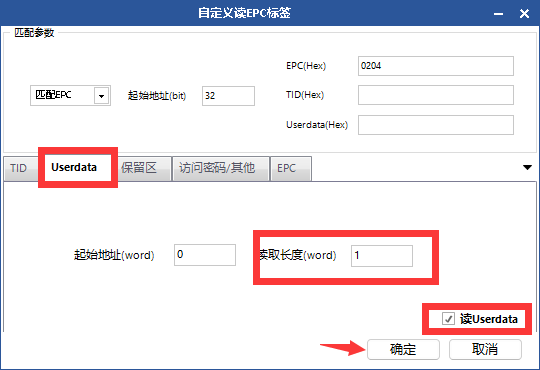 自定义读EPC标签
匹配参数
EPC(Hex) 0204
匹配EPC 起始地址(bit) 32 TID(Hex)
Userdata(Hex)
TID Userdata 保留区 访问密码/其他 EPC
起始地址(word) 0 读取长度(word) 1
读Userdata
确定 取消